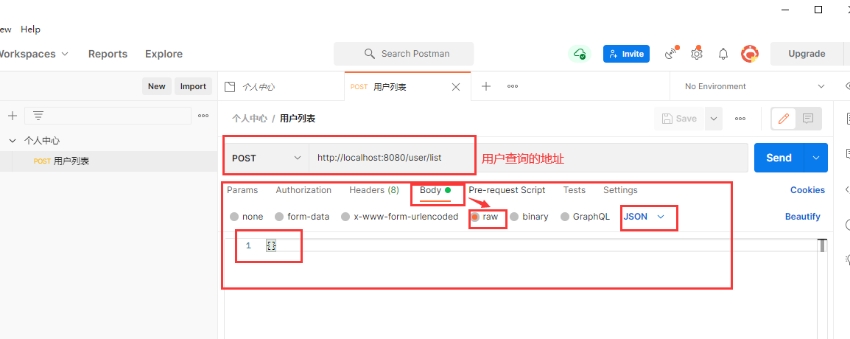 ew Help
Workspaces Reports Explore Search Postman Invite Upgrade
New Import 个人中心 POST 用户列表 No Environment
个人中心 / 用户列表 Save
个人中心
POST 用户列表
POST http://localhost:8080/user/list 用户查询的地址 Send
Params Authorization Headers (8) Body Pre-request Script Tests Settings Cookies
none form-data x-www-form-urlencoded raw binary GraphQL JSON Beautify
1 {}